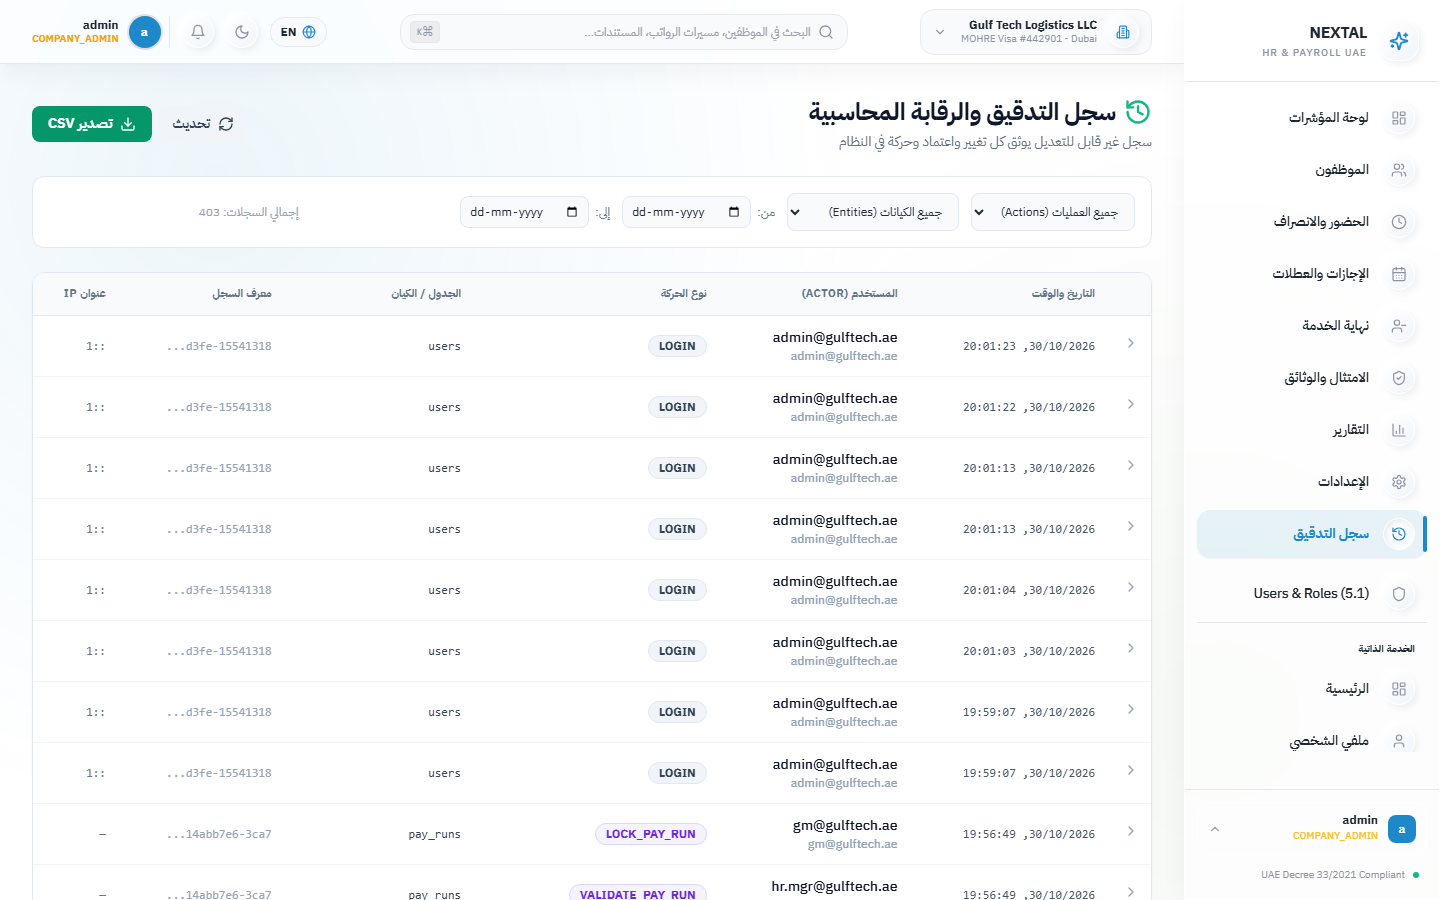 NEXTAL
HR & PAYROLL UAE
لوحة المؤشرات
الموظفون
الحضور والانصراف
الإجازات والعطلات
نهاية الخدمة
الامتثال والوثائق
التقارير
الإعدادات
سجل التدقيق
Users & Roles (5.1)
الخدمة الذاتية
الرئيسية
ملفي الشخصي
a
admin
COMPANY_ADMIN
UAE Decree 33/2021 Compliant
Gulf Tech Logistics LLC
MOHRE Visa #442901 - Dubai
البحث في الموظفين، مسيرات الرواتب، المستندات...
⌘K
EN
a
admin
COMPANY_ADMIN
سجل التدقيق والرقابة المحاسبية
سجل غير قابل للتعديل يوثق كل تغيير واعتماد وحركة في النظام
تحديث
تصدير CSV
جميع العمليات (Actions)
جميع الكيانات (Entities)
من:
dd-mm-yyyy
إلى:
dd-mm-yyyy
إجمالي السجلات: 403
التاريخ والوقت
المستخدم (ACTOR)
نوع الحركة
الجدول / الكيان
معرف السجل
عنوان IP
30/10/2026, 20:01:23
admin@gulftech.ae
admin@gulftech.ae
LOGIN
users
...d3fe-15541318
1::
30/10/2026, 20:01:22
admin@gulftech.ae
admin@gulftech.ae
LOGIN
users
...d3fe-15541318
1::
30/10/2026, 20:01:13
admin@gulftech.ae
admin@gulftech.ae
LOGIN
users
...d3fe-15541318
1::
30/10/2026, 20:01:13
admin@gulftech.ae
admin@gulftech.ae
LOGIN
users
...d3fe-15541318
1::
30/10/2026, 20:01:04
admin@gulftech.ae
admin@gulftech.ae
LOGIN
users
...d3fe-15541318
1::
30/10/2026, 20:01:03
admin@gulftech.ae
admin@gulftech.ae
LOGIN
users
...d3fe-15541318
1::
30/10/2026, 19:59:07
admin@gulftech.ae
admin@gulftech.ae
LOGIN
users
...d3fe-15541318
1::
30/10/2026, 19:59:07
admin@gulftech.ae
admin@gulftech.ae
LOGIN
users
...d3fe-15541318
1::
30/10/2026, 19:56:49
gm@gulftech.ae
gm@gulftech.ae
LOCK_PAY_RUN
pay_runs
...14abb7e6-3ca7
—
30/10/2026, 19:56:49
hr.mgr@gulftech.ae
VALIDATE_PAY_RUN
pay_runs
...14abb7e6-3ca7
—